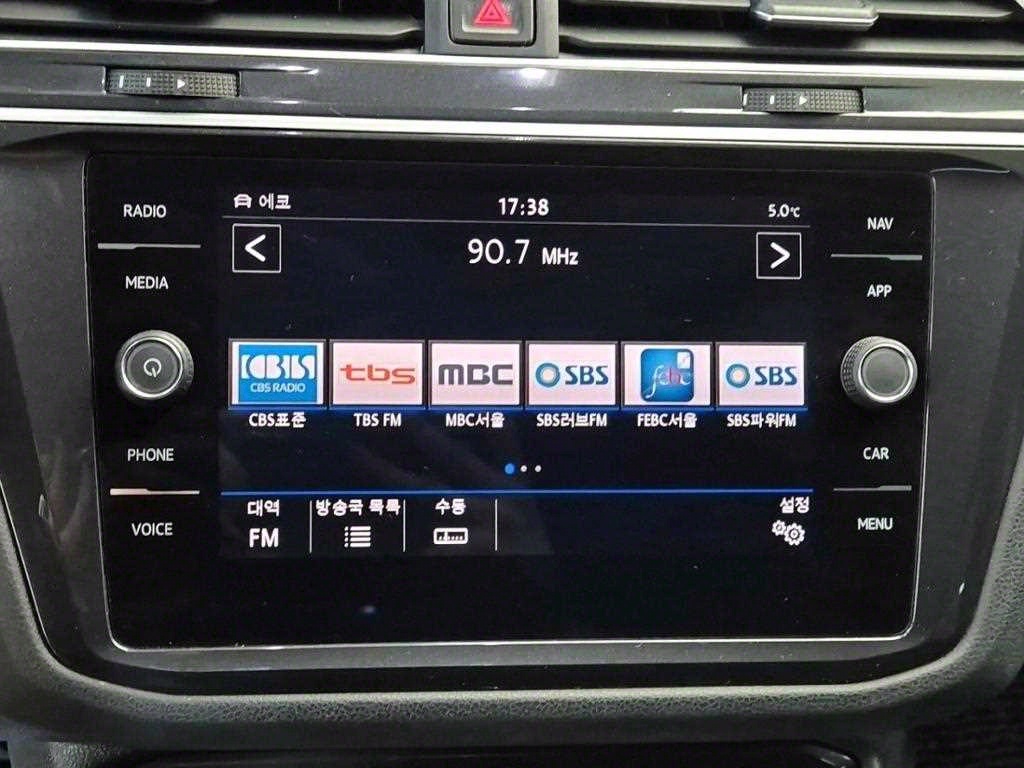 RADIO
MEDIA
PHONE
VOICE
에코
17:38
5.0℃
90.7 MHz
CBS
CBS RADIO
tbs
MBC
SBS
febc
SBS
CBS표준
TBS FM
MBC서울
SBS러브FM
FEBC서울
SBS파워FM
대역
방송국 목록
수동
설정
FM
NAV
APP
CAR
MENU